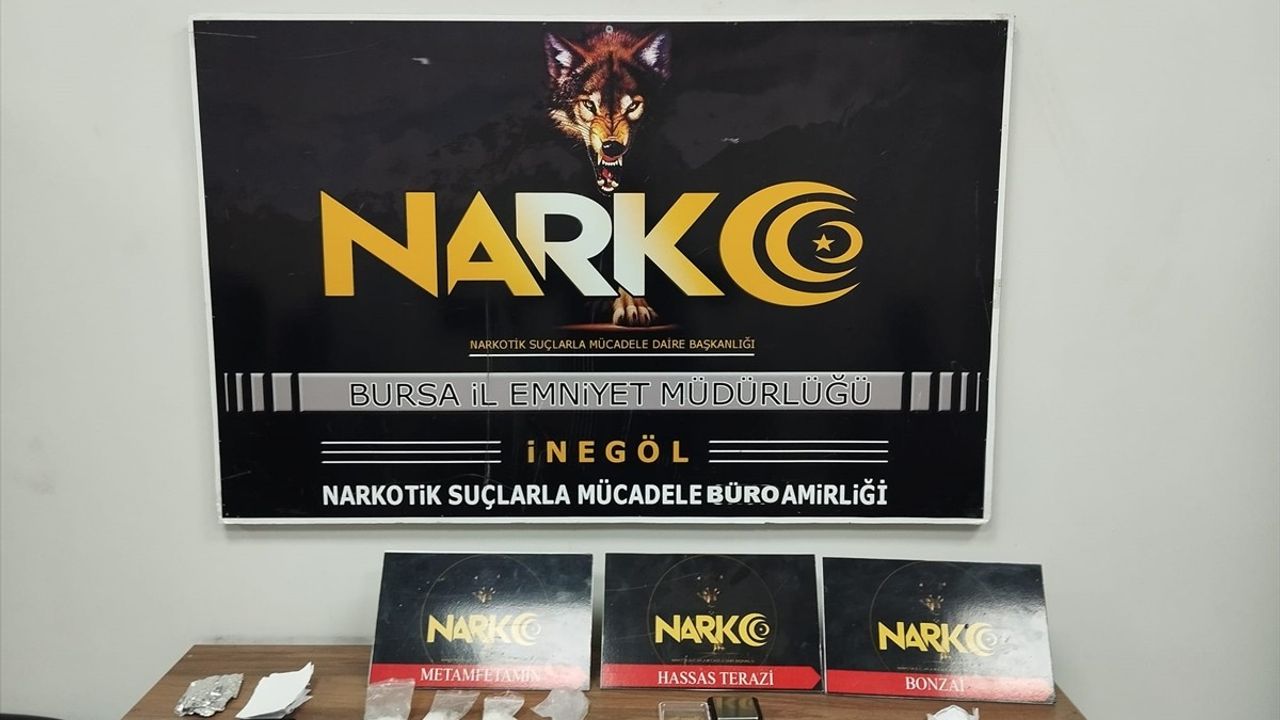 NARKO
NARKOTİK SUÇLARLA MÜCADELE DAİRE BAŞKANLIĞI
BURSA İL EMNİYET MÜDÜRLÜĞÜ
İNEGÖL
NARKOTİK SUÇLARLA MÜCADELE BÜRO AMİRLİĞİ
NARKO
METAMFETAMİN
NARKO
HASSAS TERAZİ
NARKO
BONZAİ